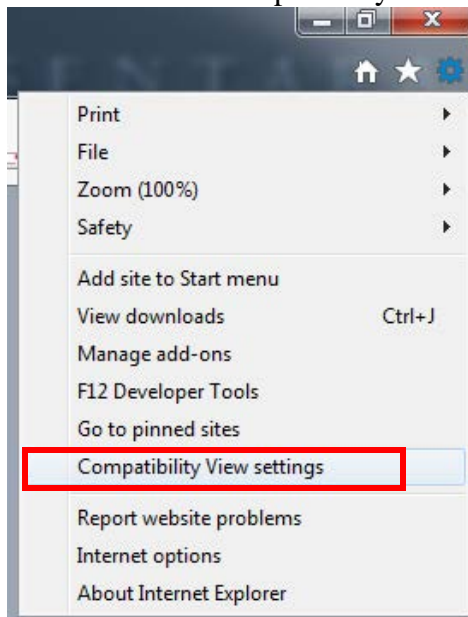 Print
File
Zoom (100%)
Safety
Add site to Start menu
View downloads Ctrl+J
Manage add-ons
F12 Developer Tools
Go to pinned sites
Compatibility View settings
Report website problems
Internet options
About Internet Explorer